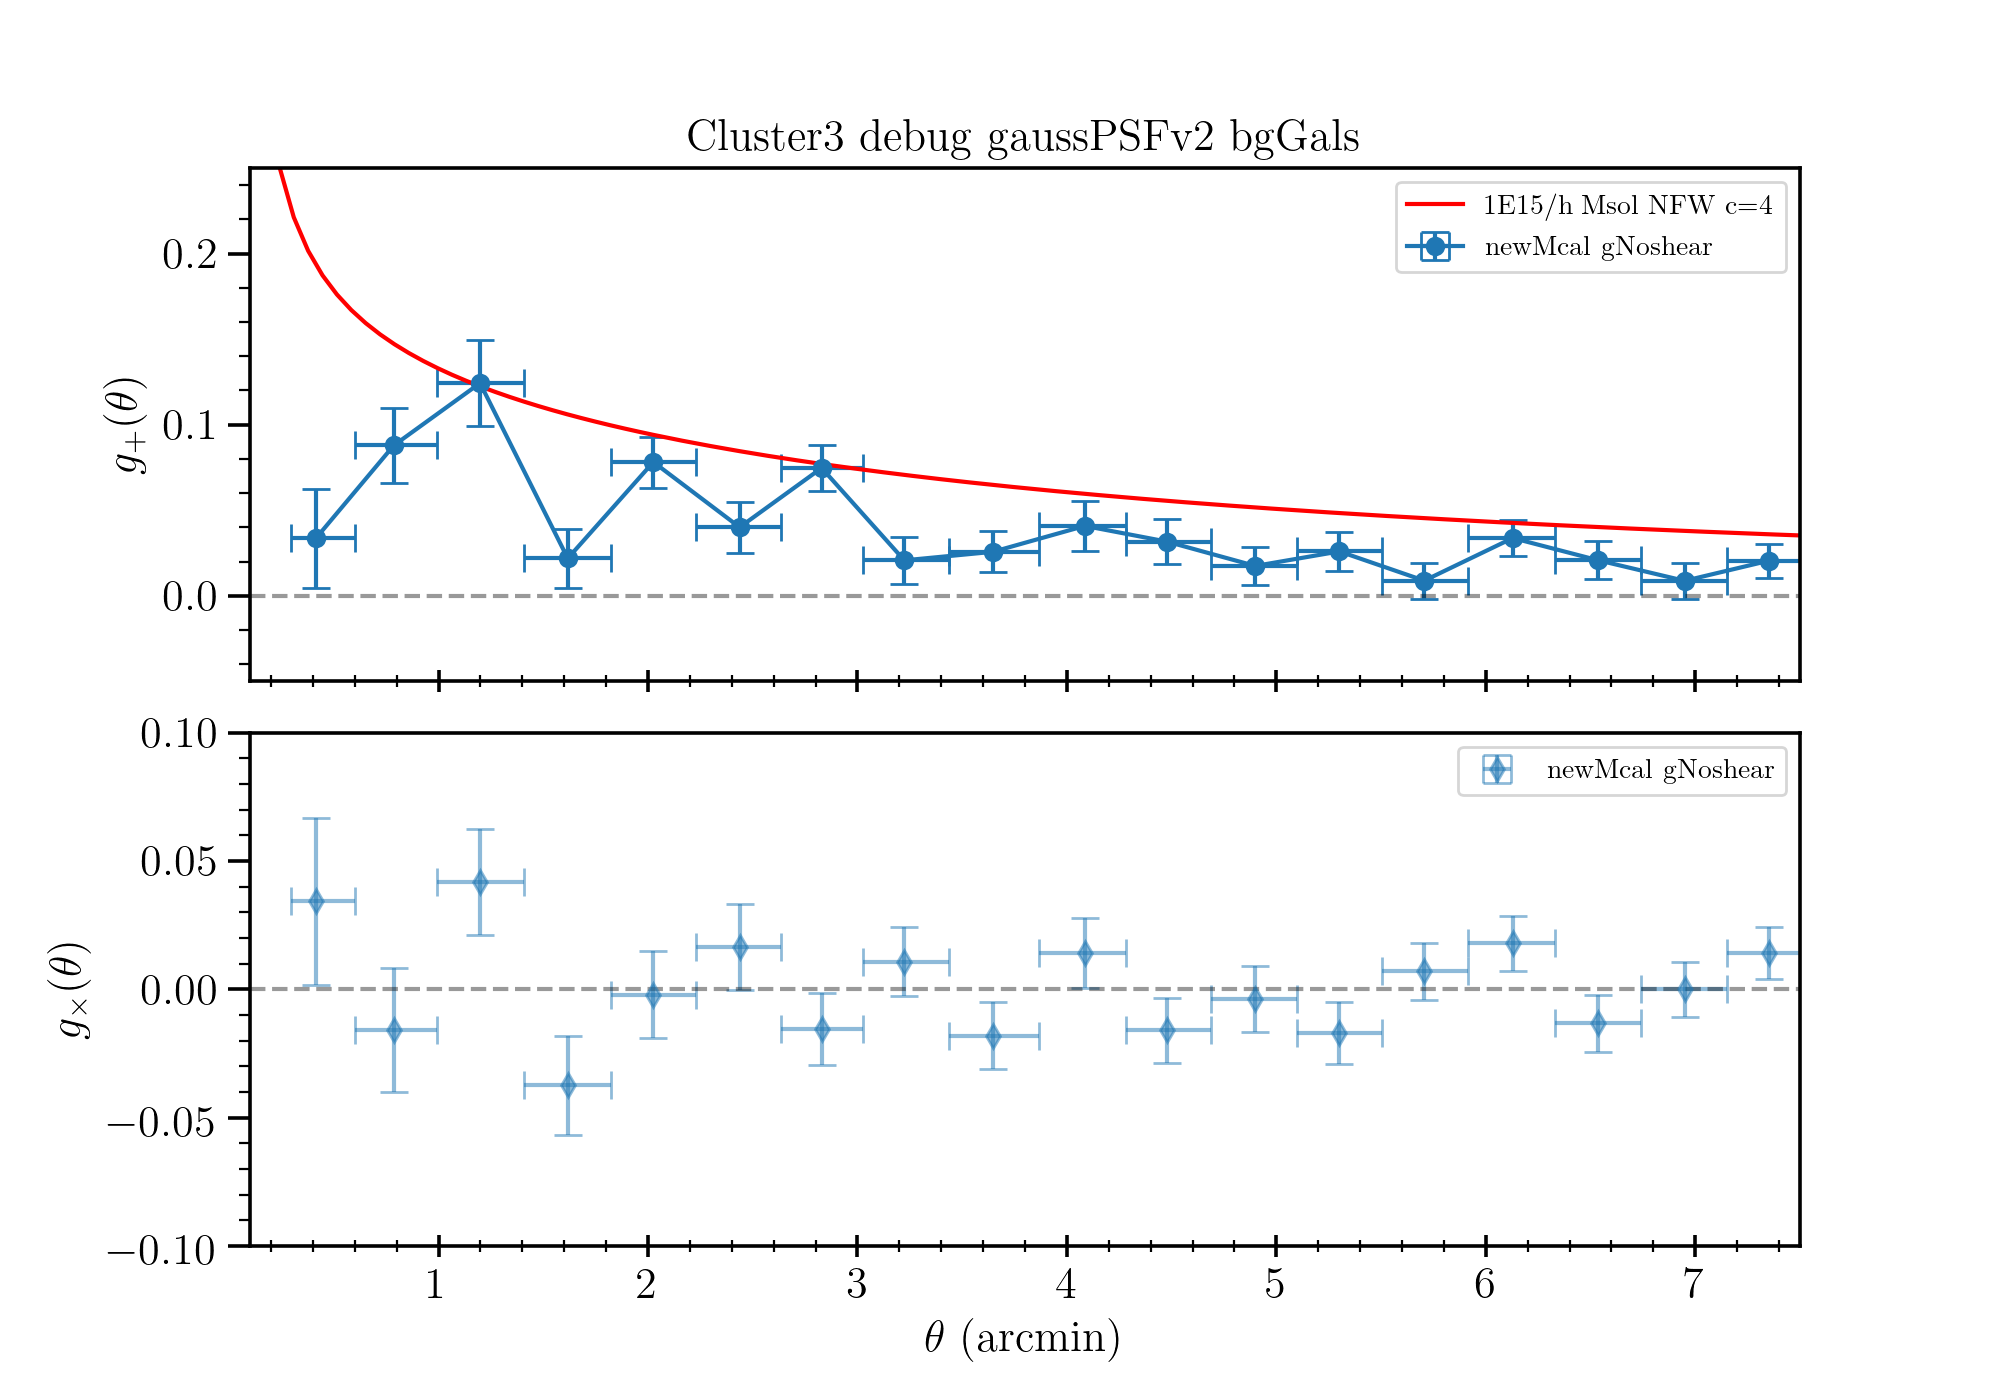 Cluster3 debug gaussPSFv2 bgGals
1E15/h Msol NFW c=4
newMcal gNoshear
g₊(θ)
0.2
0.1
0.0
newMcal gNoshear
g×(θ)
0.10
0.05
0.00
−0.05
−0.10
1 2 3 4 5 6 7
θ (arcmin)